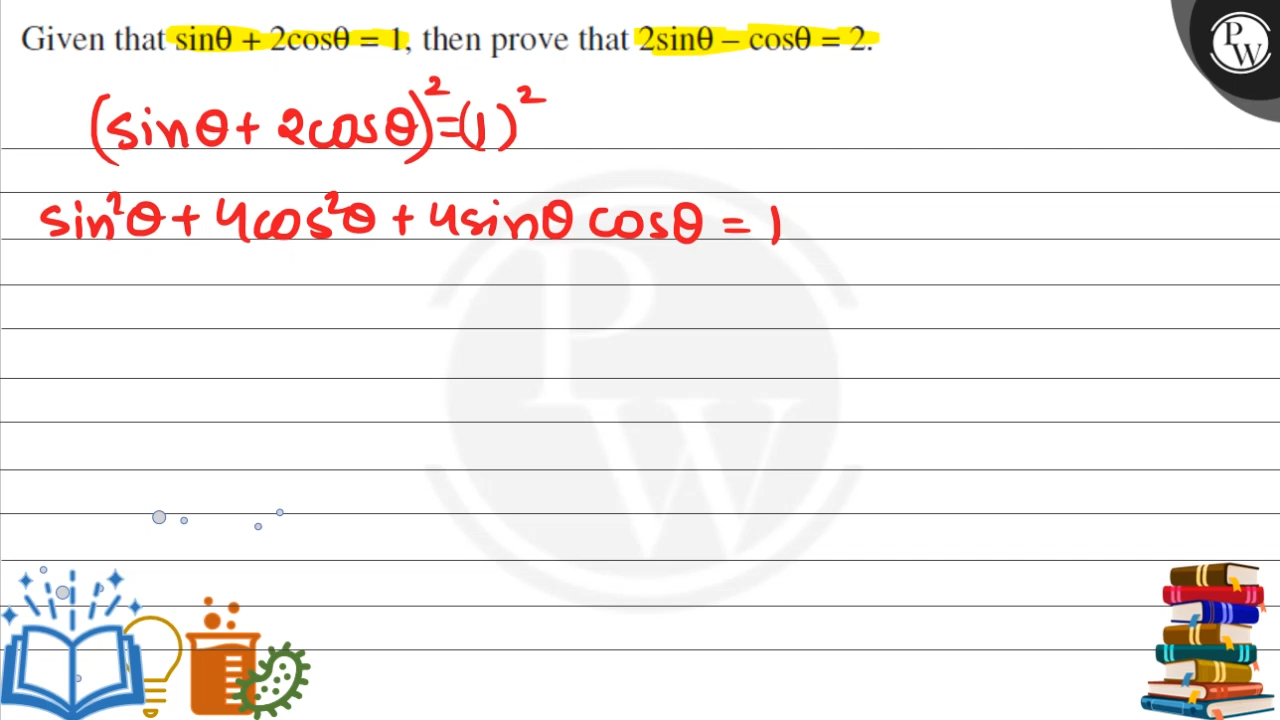 Given that sinθ + 2cosθ = 1, then prove that 2sinθ – cosθ = 2.
(sinθ + 2cosθ)² = (1)²
sin²θ + 4cos²θ + 4sinθ cosθ = 1
P
W
P
W